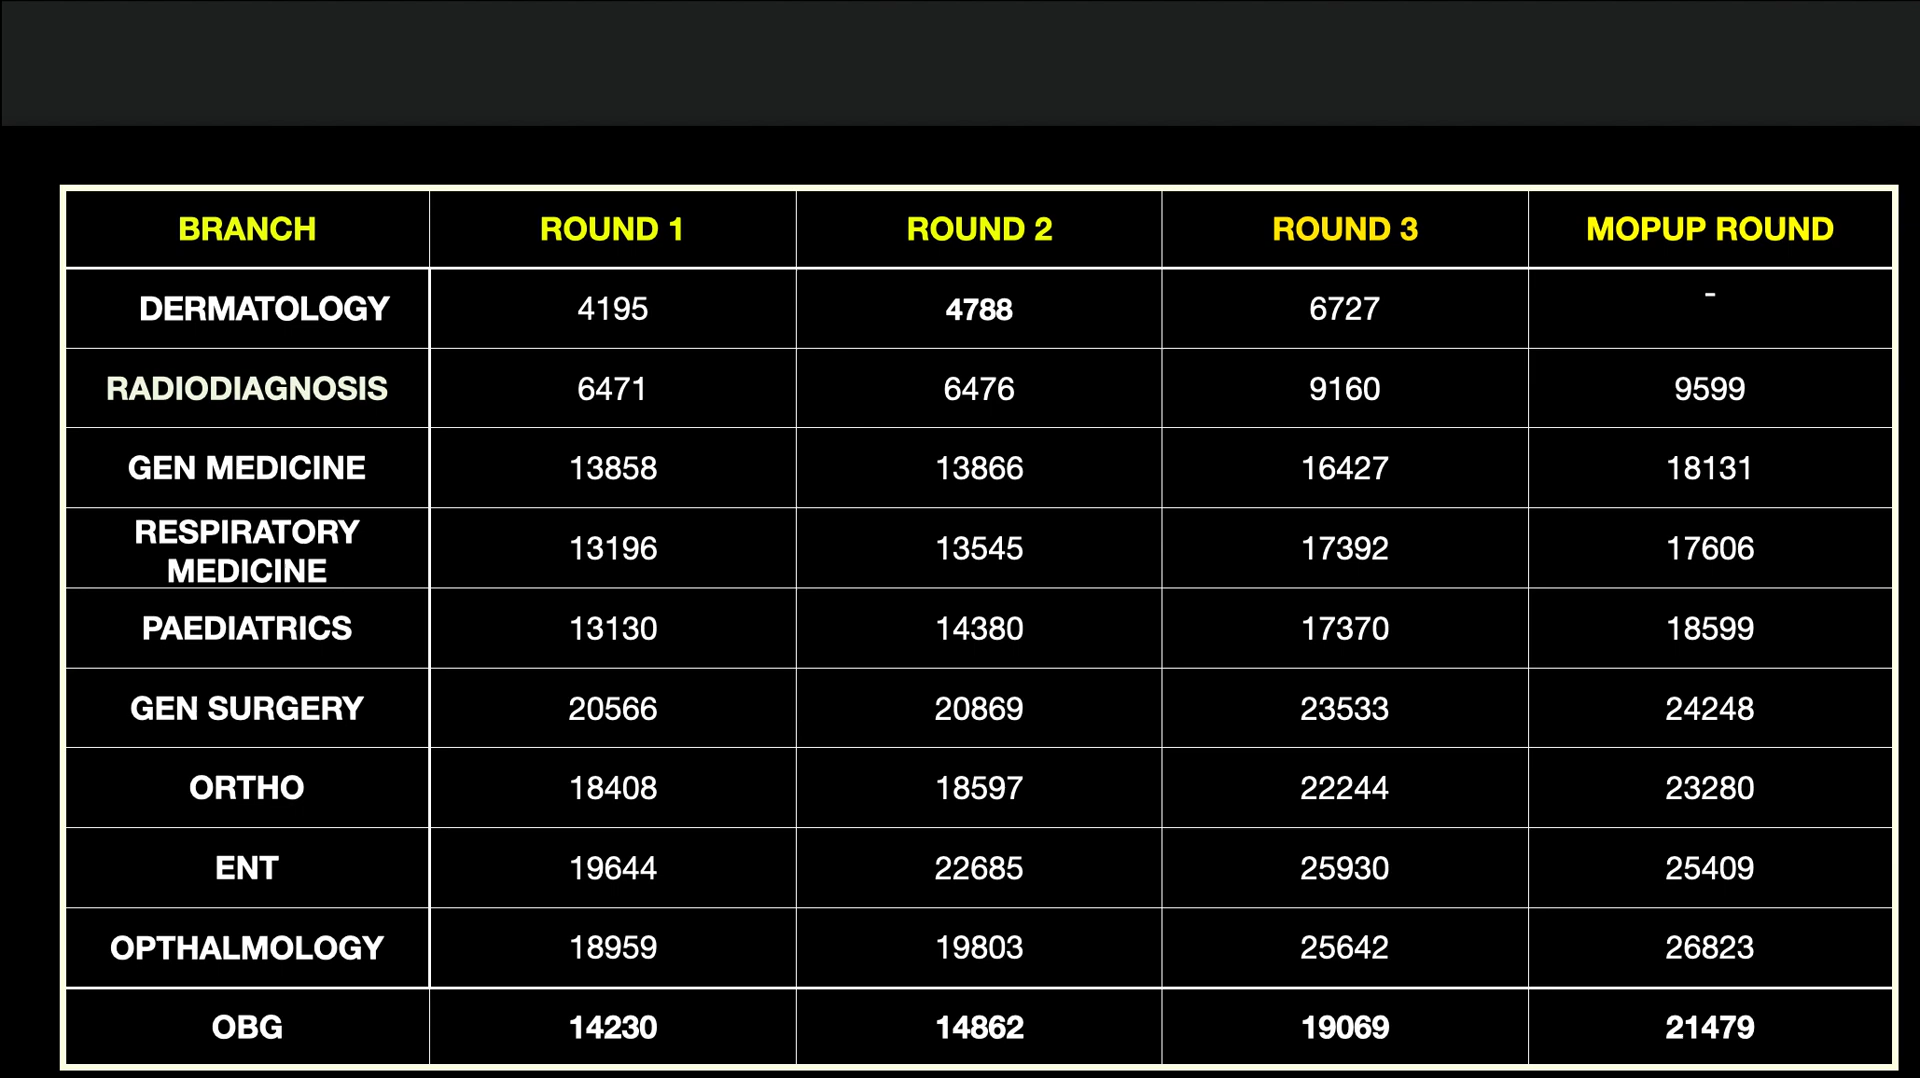 BRANCH ROUND 1 ROUND 2 ROUND 3 MOPUP ROUND
DERMATOLOGY 4195 4788 6727 -
RADIODIAGNOSIS 6471 6476 9160 9599
GEN MEDICINE 13858 13866 16427 18131
RESPIRATORY
MEDICINE 13196 13545 17392 17606
PAEDIATRICS 13130 14380 17370 18599
GEN SURGERY 20566 20869 23533 24248
ORTHO 18408 18597 22244 23280
ENT 19644 22685 25930 25409
OPTHALMOLOGY 18959 19803 25642 26823
OBG 14230 14862 19069 21479